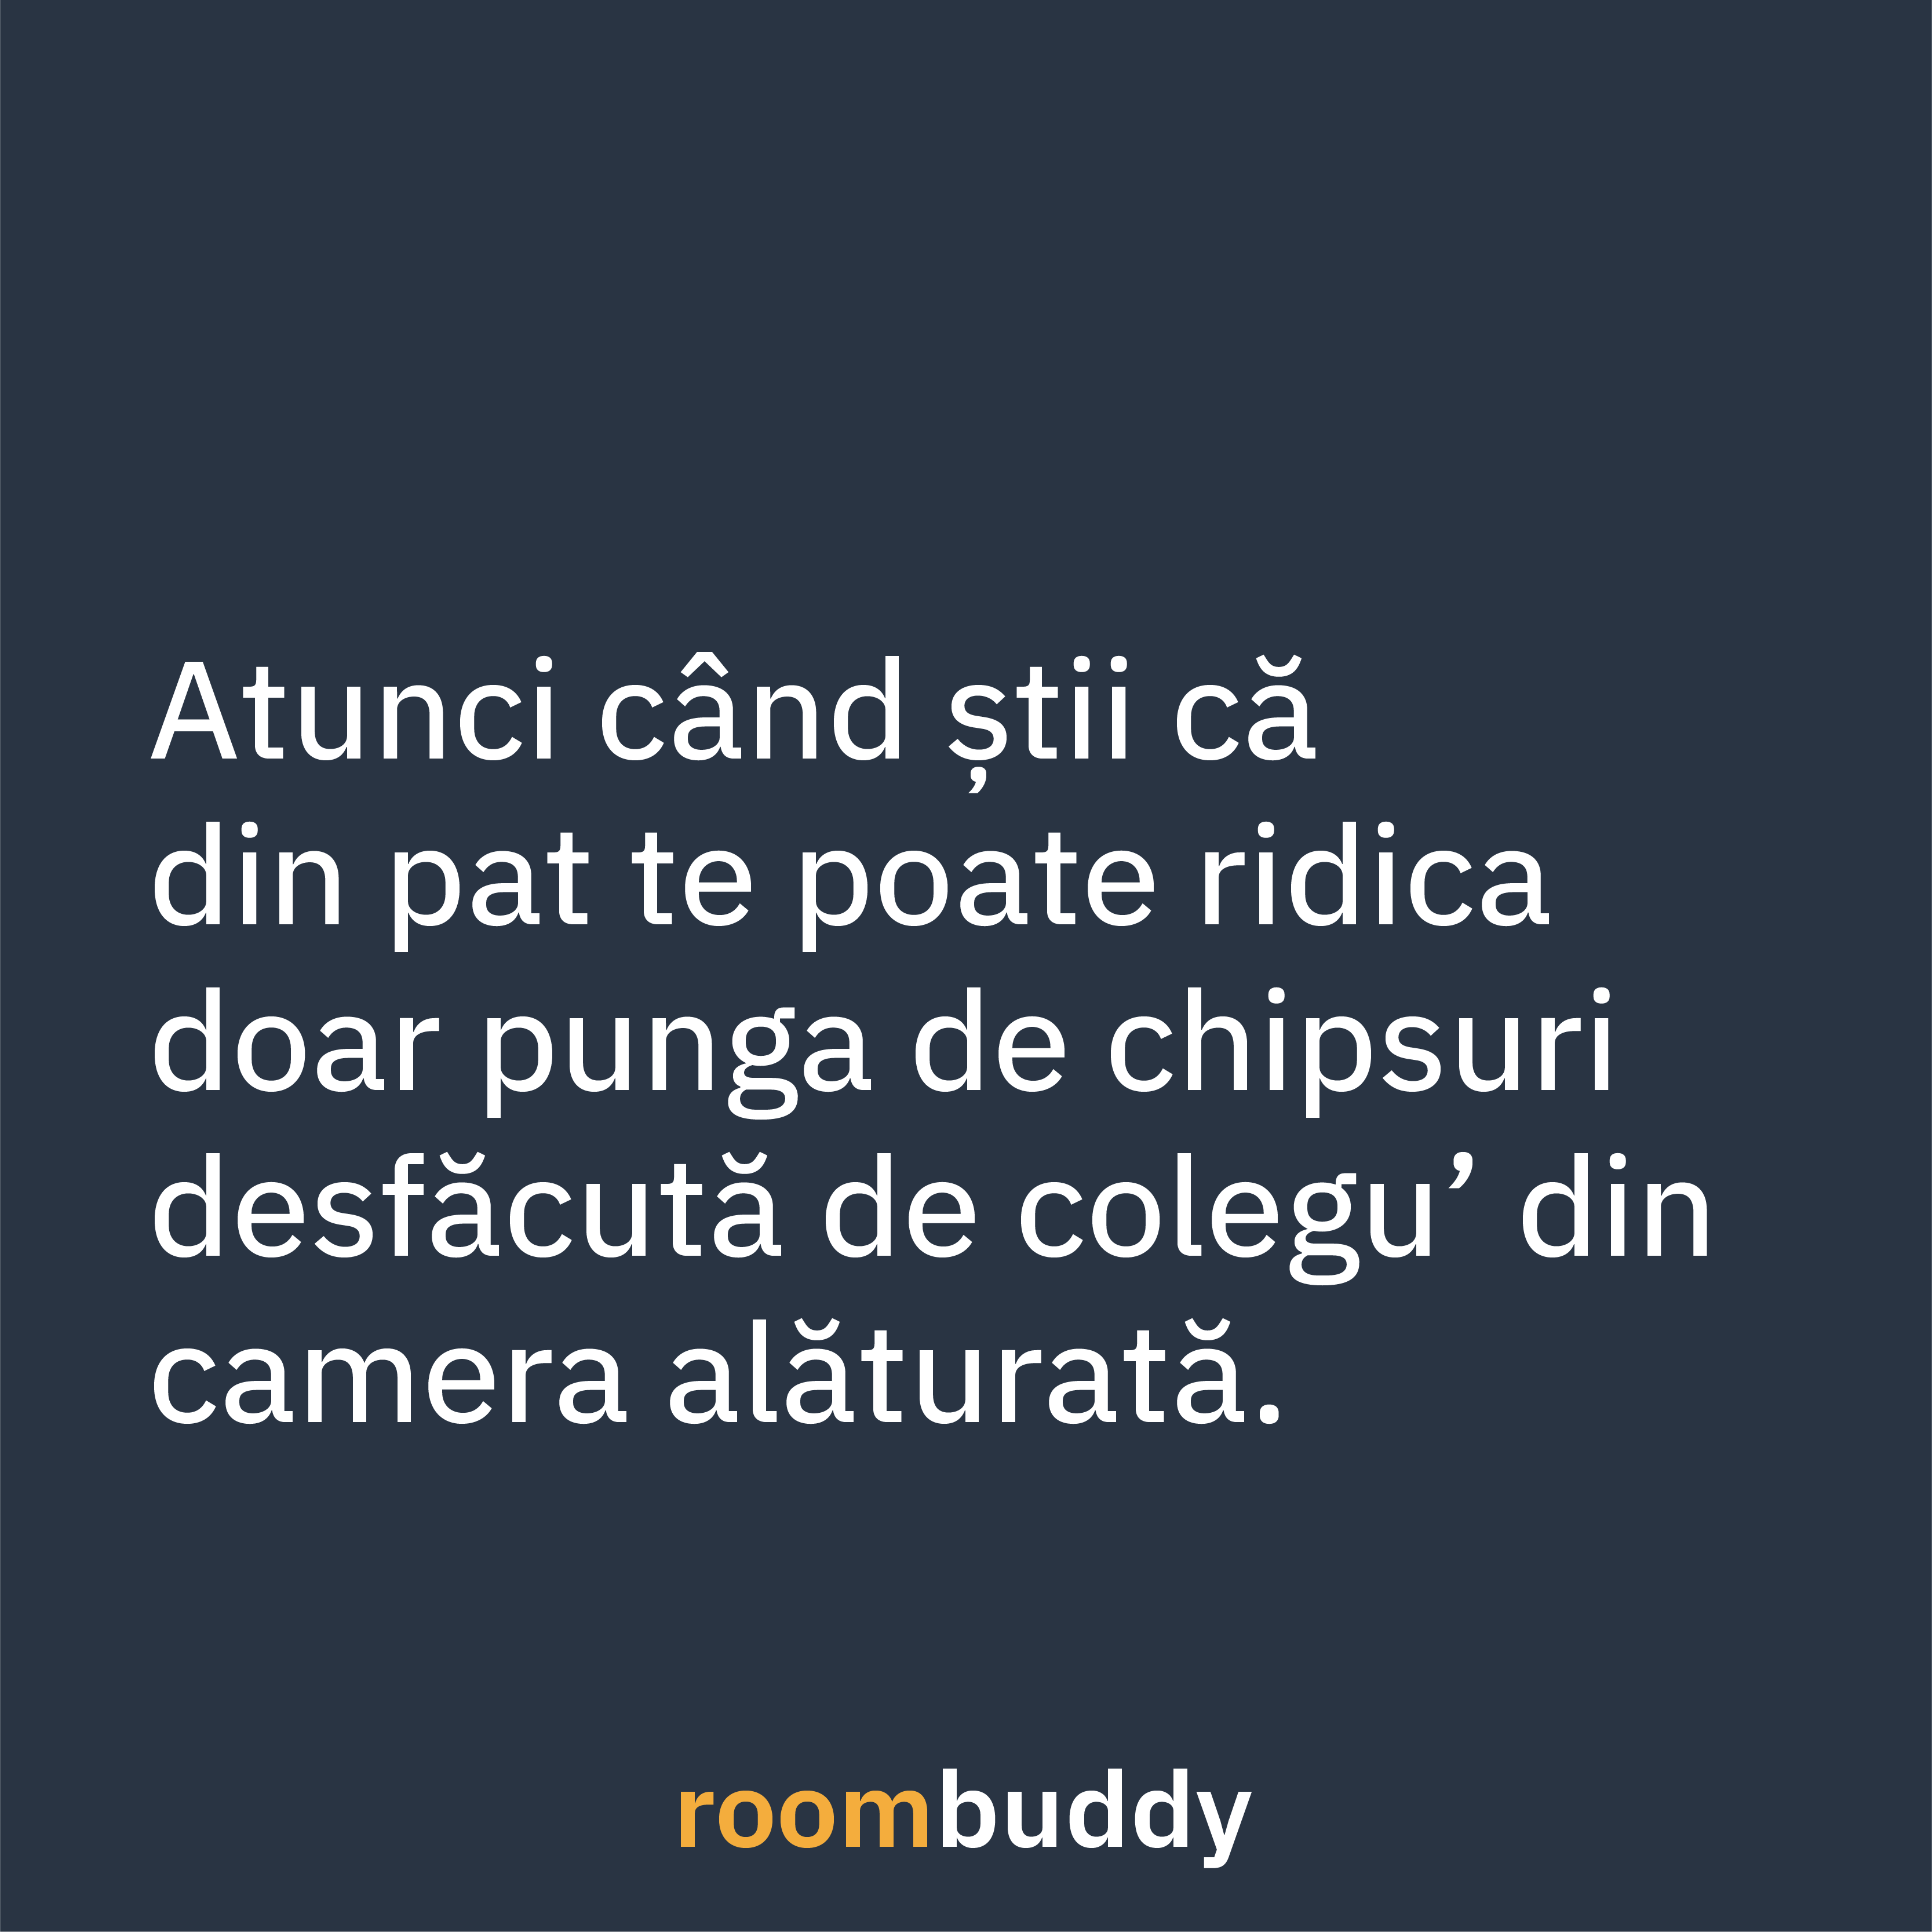 Atunci când știi că
din pat te poate ridica
doar punga de chipsuri
desfăcută de colegu’ din
camera alăturată.
roombuddy